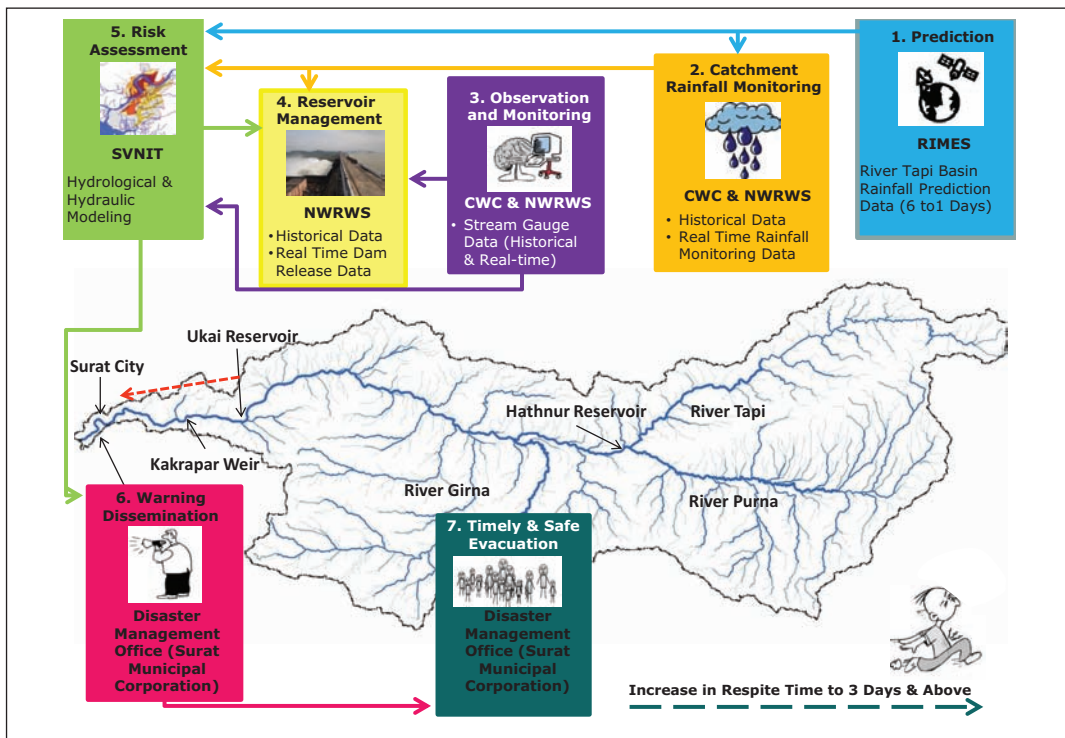 5. Risk
Assessment
SVNIT
Hydrological &
Hydraulic
Modeling
4. Reservoir
Management
NWRWS
• Historical Data
• Real Time Dam
Release Data
3. Observation
and Monitoring
CWC & NWRWS
• Stream Gauge
Data (Historical
& Real-time)
2. Catchment
Rainfall Monitoring
CWC & NWRWS
• Historical Data
• Real Time Rainfall
Monitoring Data
1. Prediction
RIMES
River Tapi Basin
Rainfall Prediction
Data (6 to1 Days)
Ukai Reservoir
Surat City
Kakrapar Weir
Hathnur Reservoir
River Tapi
River Girna
River Purna
6. Warning
Dissemination
Disaster
Management
Office (Surat
Municipal
Corporation)
7. Timely & Safe
Evacuation
Disaster
Management
Office (Surat
Municipal
Corporation)
Increase in Respite Time to 3 Days & Above